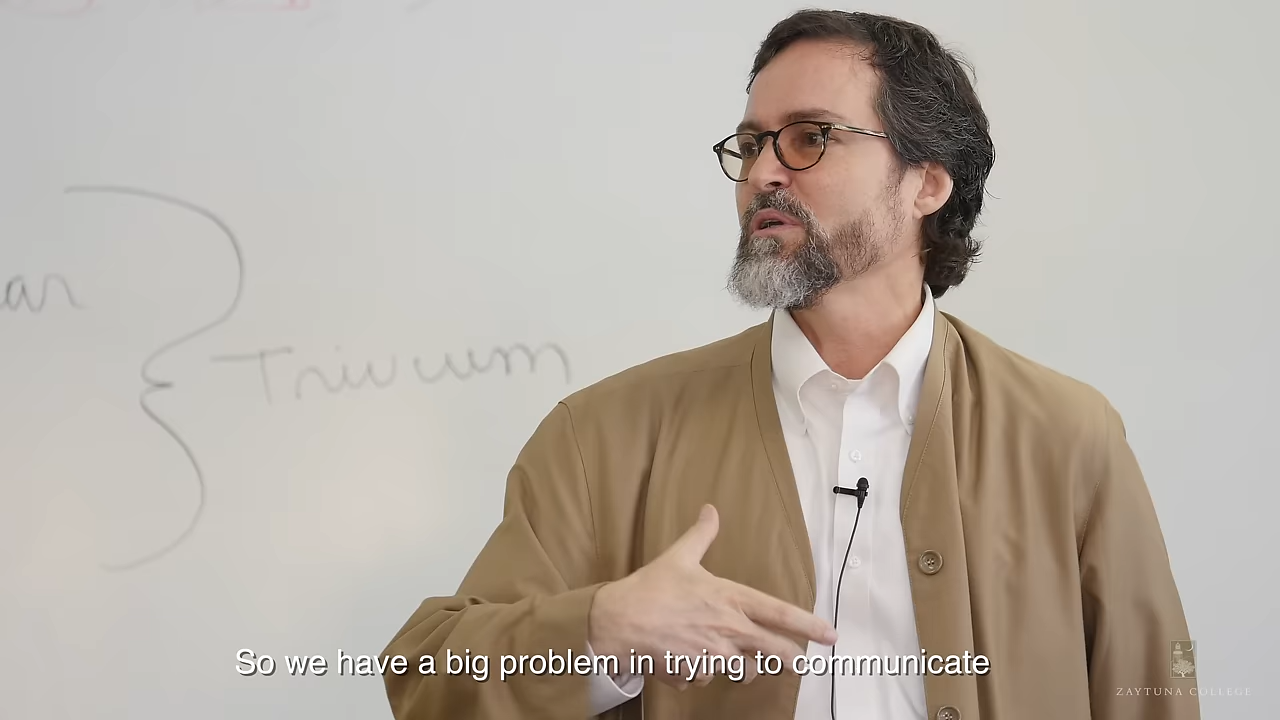 ar
Trivium
So we have a big problem in trying to communicate
ZAYTUNA COLLEGE